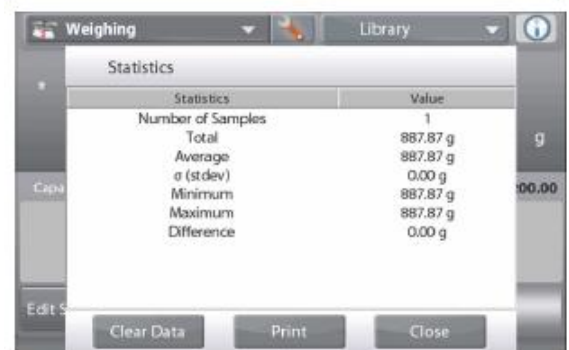 Weighing Library
Statistics
Statistics Value
Number of Samples 1
Total 887.87 g
Average 887.87 g
σ (stdev) 0.00 g
Minimum 887.87 g
Maximum 887.87 g
Difference 0.00 g
* g
Capa 00.00
Edit S
Clear Data Print Close